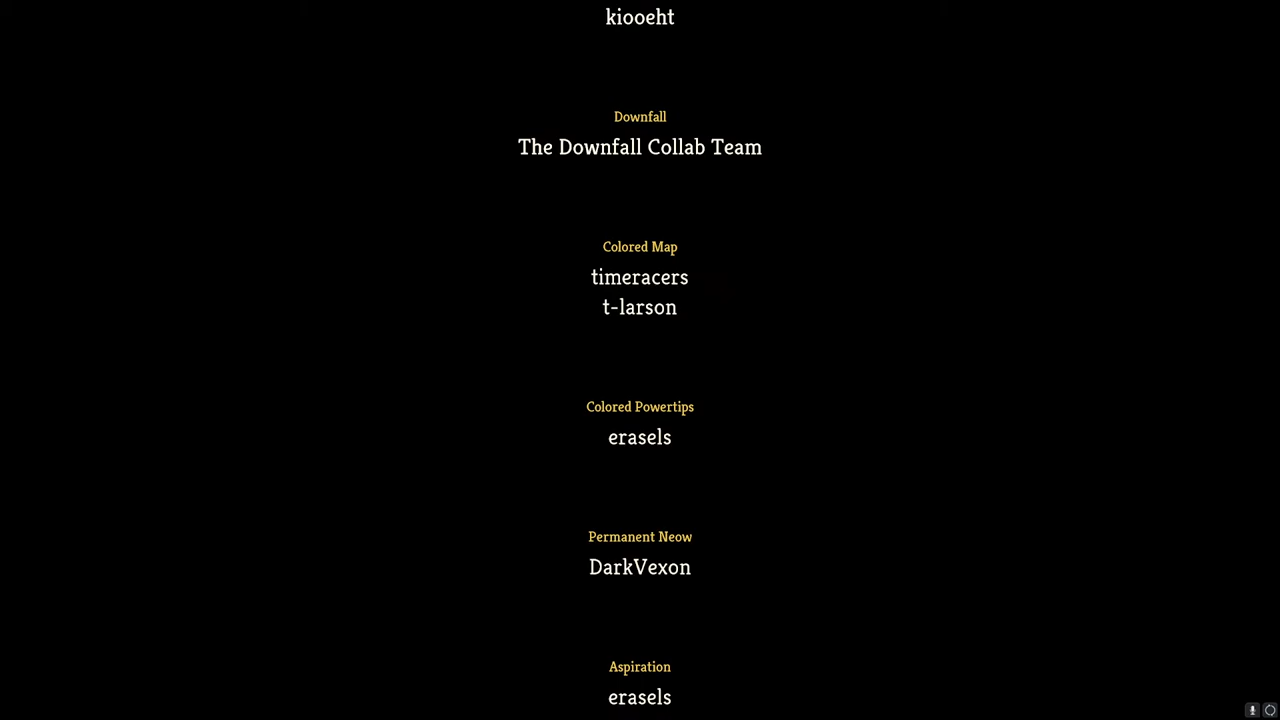 kiooeht
Downfall
The Downfall Collab Team
Colored Map
timeracers
t-larson
Colored Powertips
erasels
Permanent Neow
DarkVexon
Aspiration
erasels